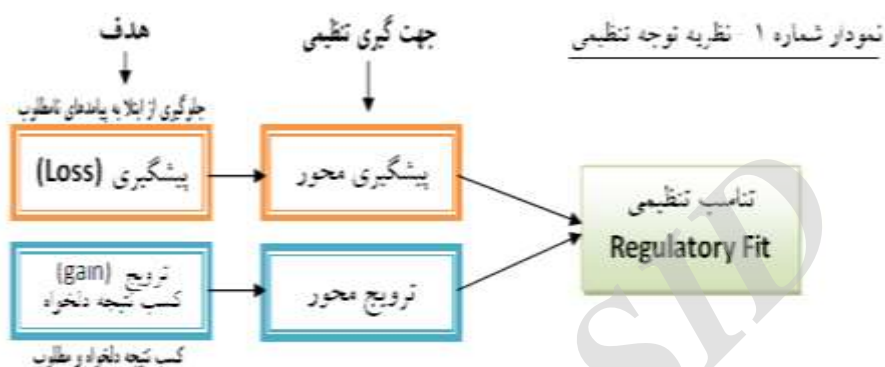 نمودار شماره ۱ - نظریه توجه تنظیمی
جهت گیری تنظیمی
هدف
جلوگیری از ابتلا به پیامدهای نامطلوب
پیشگیری (Loss)
پیشگیری محور
تناسب تنظیمی
Regulatory Fit
ترویج (gain)
کسب نتیجه دلخواه
ترویج محور
کسب نتیجه دلخواه و مطلوب
SID